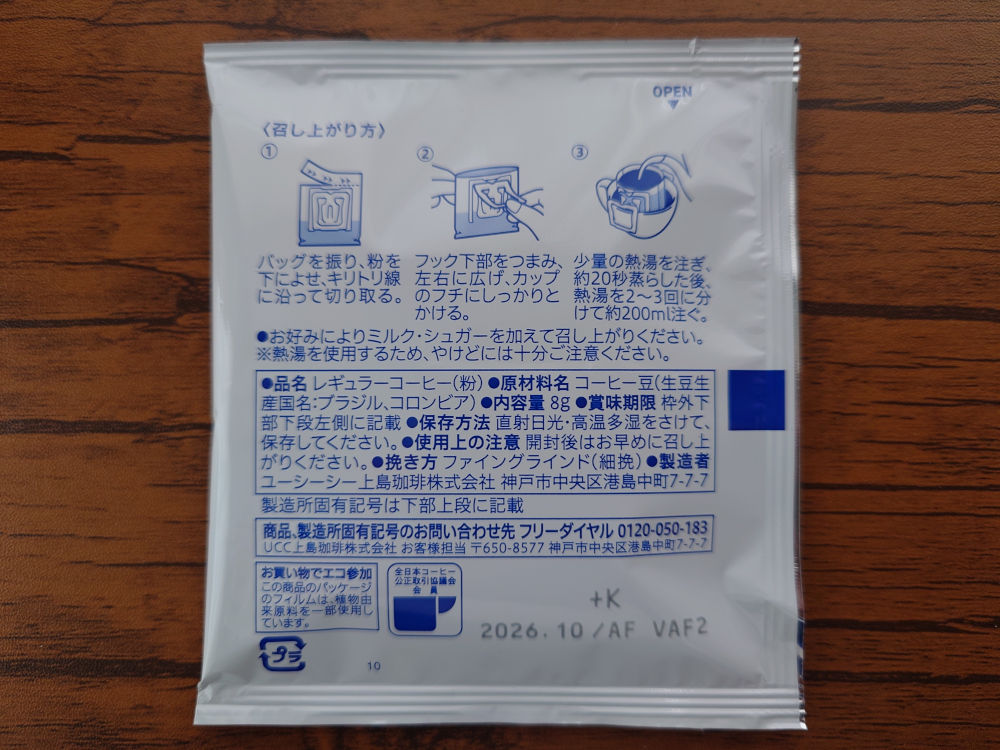 OPEN
〈召し上がり方〉
①
バッグを振り、粉を
下によせ、キリトリ線
に沿って切り取る。
②
フック下部をつまみ、
左右に広げ、カップ
のフチにしっかりと
かける。
③
少量の熱湯を注ぎ、
約20秒蒸らした後、
熱湯を2〜3回に分
けて約200ml注ぐ。
●お好みによりミルク・シュガーを加えて召し上がりください。
※熱湯を使用するため、やけどには十分ご注意ください。
●品名 レギュラーコーヒー(粉) ●原材料名 コーヒー豆(生豆生
産国名:ブラジル、コロンビア) ●内容量 8g ●賞味期限 枠外下
部下段左側に記載 ●保存方法 直射日光・高温多湿をさけて、
保存してください。 ●使用上の注意 開封後はお早めに召し上
がりください。 ●挽き方 ファイングラインド(細挽) ●製造者
ユーシーシー上島珈琲株式会社 神戸市中央区港島中町7-7-7
製造所固有記号は下部上段に記載
商品、製造所固有記号のお問い合わせ先 フリーダイヤル 0120-050-183
UCC上島珈琲株式会社 お客様担当 〒650-8577 神戸市中央区港島中町7-7-7
お買い物でエコ参加
この商品のパッケージ
のフィルムは、植物由
来原料を一部使用し
ています。
全日本コーヒー
公正取引協議会
会員
+K
2026.10/AF VAF2
プラ
10